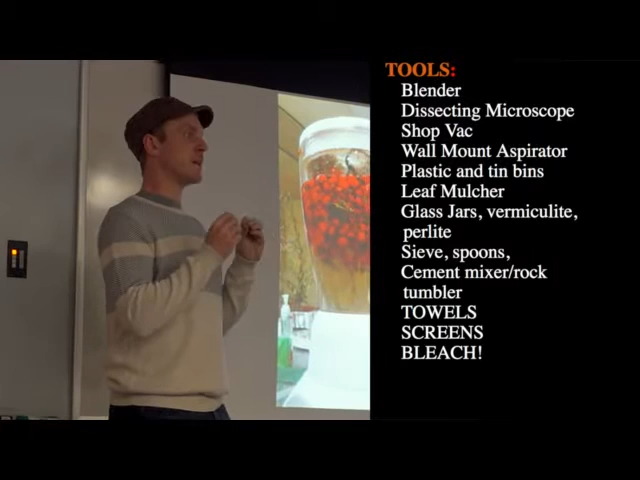 TOOLS:
Blender
Dissecting Microscope
Shop Vac
Wall Mount Aspirator
Plastic and tin bins
Leaf Mulcher
Glass Jars, vermiculite,
perlite
Sieve, spoons,
Cement mixer/rock
tumbler
TOWELS
SCREENS
BLEACH!